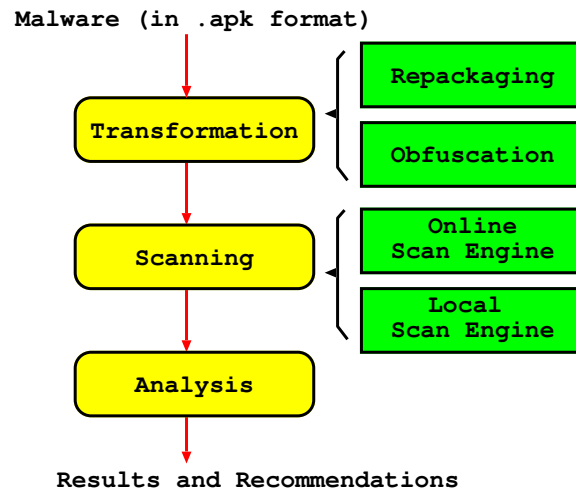 Malware (in .apk format)
Repackaging
Transformation
Obfuscation
Online
Scan Engine
Scanning
Local
Scan Engine
Analysis
Results and Recommendations